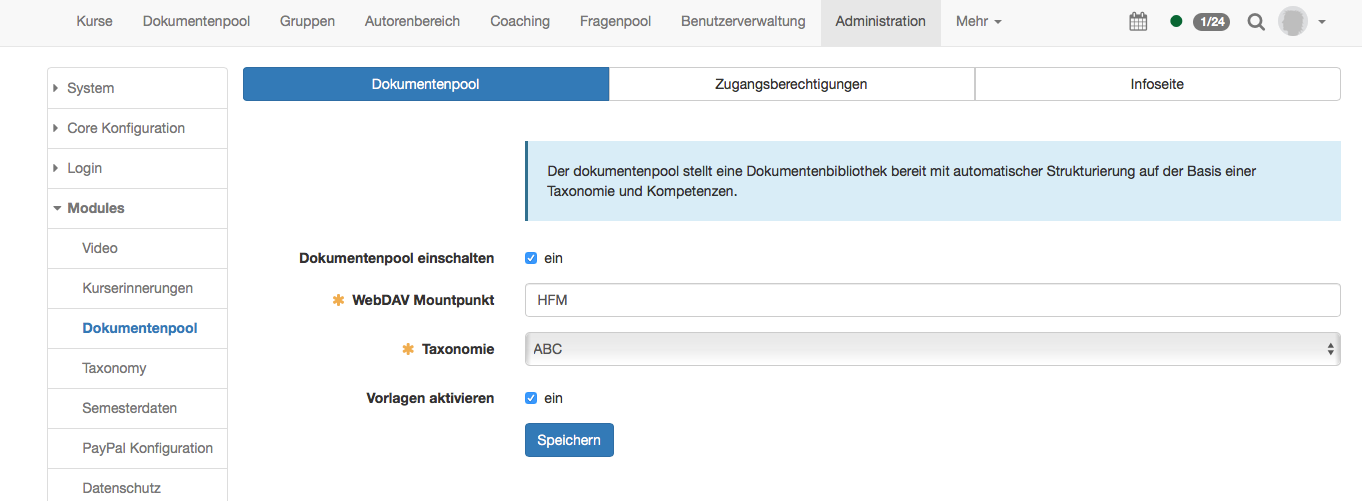 Kurse Dokumentenpool Gruppen Autorenbereich Coaching Fragenpool Benutzerverwaltung Administration Mehr 1/24
System
Core Konfiguration
Login
Modules
Video
Kurserinnerungen
Dokumentenpool
Taxonomy
Semesterdaten
PayPal Konfiguration
Datenschutz
Dokumentenpool Zugangsberechtigungen Infoseite
Der dokumentenpool stellt eine Dokumentenbibliothek bereit mit automatischer Strukturierung auf der Basis einer
Taxonomie und Kompetenzen.
Dokumentenpool einschalten ein
WebDAV Mountpunkt HFM
Taxonomie ABC
Vorlagen aktivieren ein
Speichern